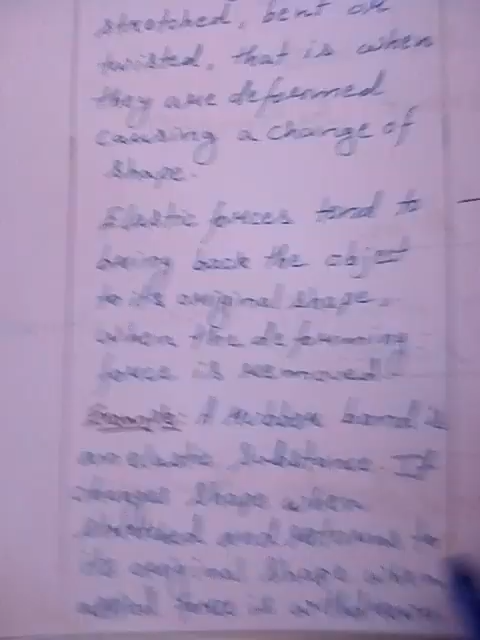 stretched, bent or
twisted, that is when
they are deformed
causing a change of
shape.
Elastic forces tend to
bring back the object
to its original shape,
when the deforming
force is removed.
Example: A rubber band is
an elastic substance. It
changes shape when
stretched and returns to
its original shape when
force is withdrawn